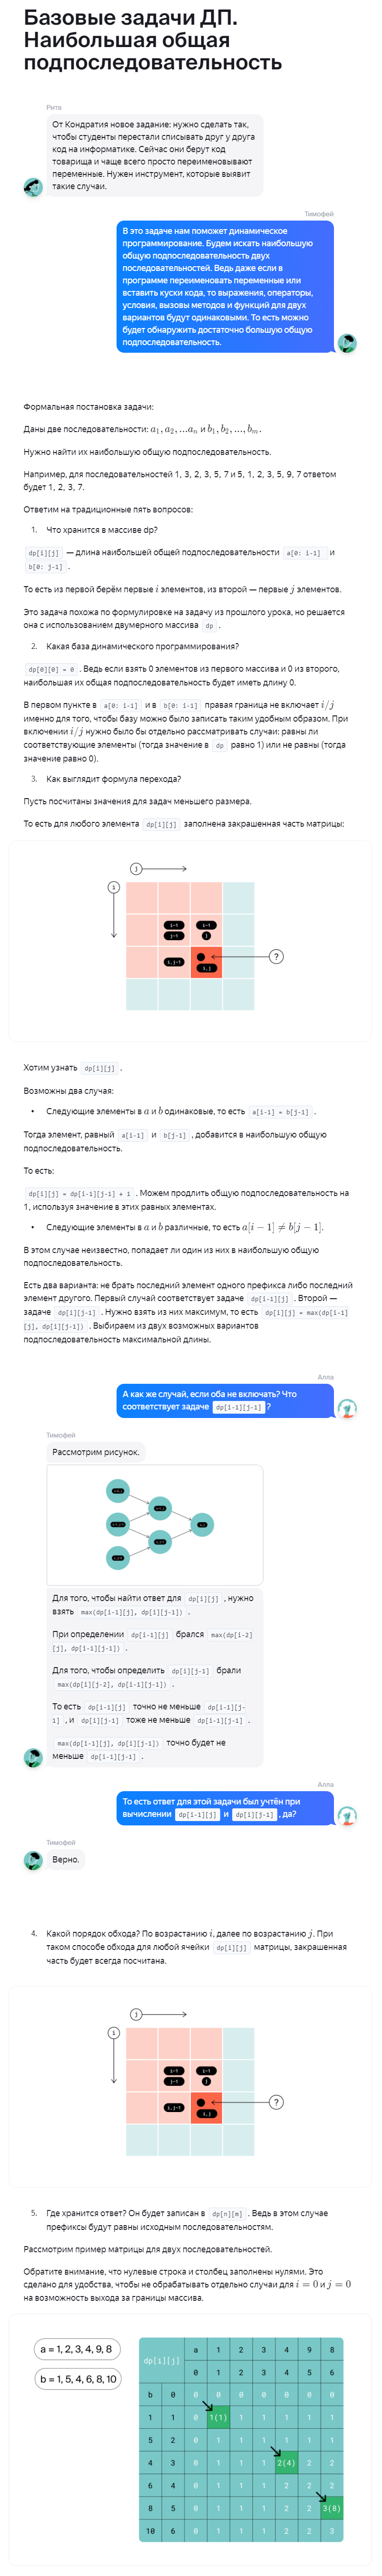 Базовые задачи ДП.
Наибольшая общая
подпоследовательность
Рита
От Кондратия новое задание: нужно сделать так,
чтобы студенты перестали списывать друг у друга
код на информатике. Сейчас они берут код
товарища и чаще всего просто переименовывают
переменные. Нужен инструмент, которые выявит
такие случаи.
Тимофей
В это задаче нам поможет динамическое
программирование. Будем искать наибольшую
общую подпоследовательность двух
последовательностей. Ведь даже если в
программе переименовать переменные или
вставить куски кода, то выражения, операторы,
условия, вызовы методов и функций для двух
вариантов будут одинаковыми. То есть можно
будет обнаружить достаточно большую общую
подпоследовательность.
Формальная постановка задачи:
Даны две последовательности: a₁, a₂, ...aₙ и b₁, b₂, ..., bₘ.
Нужно найти их наибольшую общую подпоследовательность.
Например, для последовательностей 1, 3, 2, 3, 5, 7 и 5, 1, 2, 3, 5, 9, 7 ответом
будет 1, 2, 3, 7.
Ответим на традиционные пять вопросов:
1. Что хранится в массиве dp?
dp[i][j] — длина наибольшей общей подпоследовательности a[0: i-1] и
b[0: j-1].
То есть из первой берём первые i элементов, из второй — первые j элементов.
Это задача похожа по формулировке на задачу из прошлого урока, но решается
она с использованием двумерного массива dp.
2. Какая база динамического программирования?
dp[0][0] = 0. Ведь если взять 0 элементов из первого массива и 0 из второго,
наибольшая их общая подпоследовательность будет иметь длину 0.
В первом пункте в a[0: i-1] и в b[0: i-1] правая граница не включает i/j
именно для того, чтобы базу можно было записать таким удобным образом. При
включении i/j нужно было бы отдельно рассматривать случаи: равны ли
соответствующие элементы (тогда значение в dp равно 1) или не равны (тогда
значение равно 0).
3. Как выглядит формула перехода?
Пусть посчитаны значения для задач меньшего размера.
То есть для любого элемента dp[i][j] заполнена закрашенная часть матрицы:
j
i
i-1 i-1
j-1 j
i,j-1 ?
i,j
Хотим узнать dp[i][j].
Возможны два случая:
• Следующие элементы в a и b одинаковые, то есть a[i-1] = b[j-1].
Тогда элемент, равный a[i-1] и b[j-1], добавится в наибольшую общую
подпоследовательность.
То есть:
dp[i][j] = dp[i-1][j-1] + 1. Можем продлить общую подпоследовательность на
1, используя значение в этих равных элементах.
• Следующие элементы в a и b различные, то есть a[i − 1] ≠ b[j − 1].
В этом случае неизвестно, попадает ли один из них в наибольшую общую
подпоследовательность.
Есть два варианта: не брать последний элемент одного префикса либо последний
элемент другого. Первый случай соответствует задаче dp[i-1][j]. Второй —
задаче dp[i][j-1]. Нужно взять из них максимум, то есть dp[i][j] = max(dp[i-1]
[j], dp[i][j-1]). Выбираем из двух возможных вариантов
подпоследовательность максимальной длины.
Алла
А как же случай, если оба не включать? Что
соответствует задаче dp[i-1][j-1]?
Тимофей
Рассмотрим рисунок.
Для того, чтобы найти ответ для dp[i][j], нужно
взять max(dp[i-1][j], dp[i][j-1]).
При определении dp[i-1][j] брался max(dp[i-2]
[j], dp[i-1][j-1]).
Для того, чтобы определить dp[i][j-1] брали
max(dp[i][j-2], dp[i-1][j-1]).
То есть dp[i-1][j] точно не меньше dp[i-1][j-
1], и dp[i][j-1] тоже не меньше dp[i-1][j-1].
max(dp[i-1][j], dp[i][j-1]) точно будет не
меньше dp[i-1][j-1].
Алла
То есть ответ для этой задачи был учтён при
вычислении dp[i-1][j] и dp[i][j-1], да?
Тимофей
Верно.
4. Какой порядок обхода? По возрастанию i, далее по возрастанию j. При
таком способе обхода для любой ячейки dp[i][j] матрицы, закрашенная
часть будет всегда посчитана.
j
i
i-1 i-1
j-1 j
i,j-1 ?
i,j
5. Где хранится ответ? Он будет записан в dp[n][m]. Ведь в этом случае
префиксы будут равны исходным последовательностям.
Рассмотрим пример матрицы для двух последовательностей.
Обратите внимание, что нулевые строка и столбец заполнены нулями. Это
сделано для удобства, чтобы не обрабатывать отдельно случаи для i = 0 и j = 0
на возможность выхода за границы массива.
a = 1, 2, 3, 4, 9, 8
b = 1, 5, 4, 6, 8, 10
dp[i][j] a 1 2 3 4 9 8
0 1 2 3 4 5 6
b 0 0 0 0 0 0 0 0
1 1 0 1(1) 1 1 1 1 1
5 2 0 1 1 1 1 1 1
4 3 0 1 1 1 2(4) 2 2
6 4 0 1 1 1 2 2 2
8 5 0 1 1 1 2 2 3(8)
10 6 0 1 1 1 2 2 3